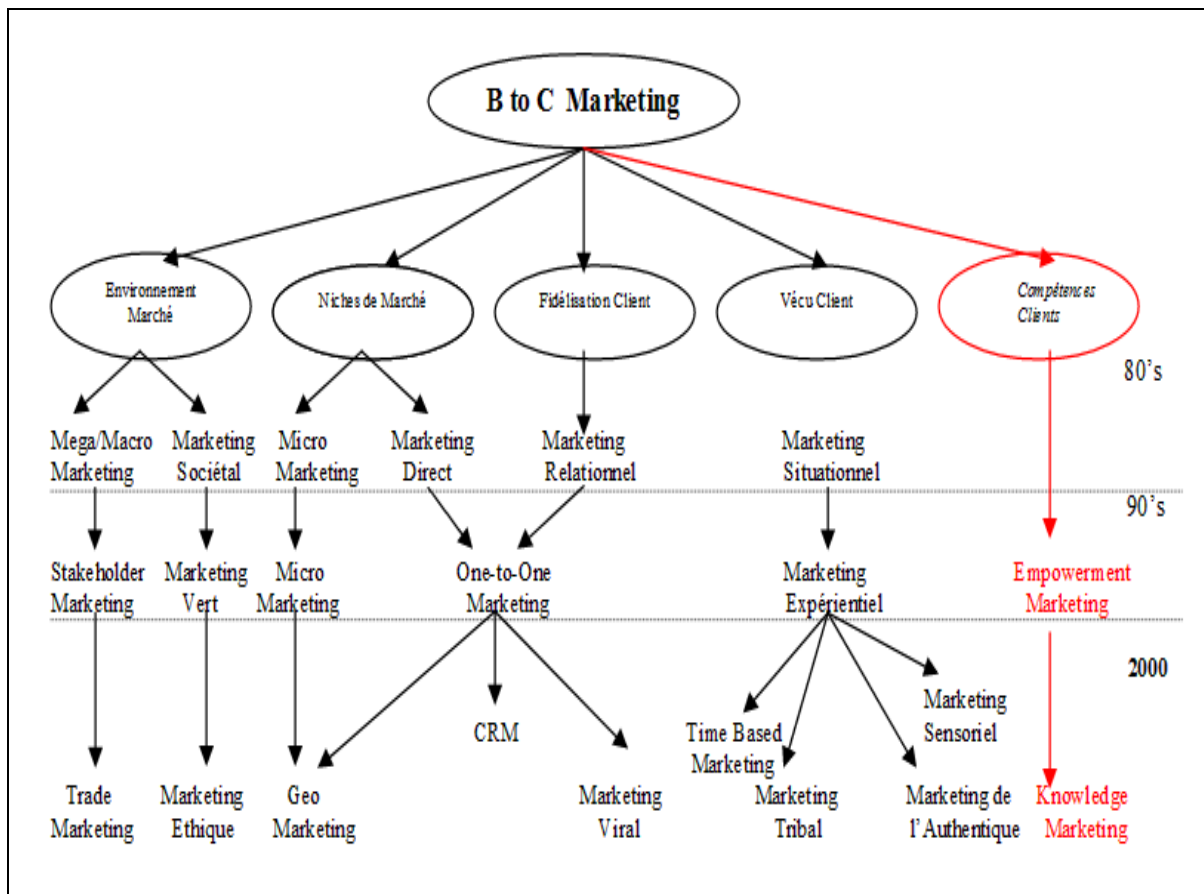 B to C Marketing
Environnement
Marché
Niches de Marché
Fidélisation Client
Vécu Client
Compétences
Clients
80's
Mega/Macro
Marketing
Marketing
Sociétal
Micro
Marketing
Marketing
Direct
Marketing
Relationnel
Marketing
Situationnel
90's
Stakeholder
Marketing
Marketing
Vert
Micro
Marketing
One-to-One
Marketing
Marketing
Expérientiel
Empowerment
Marketing
2000
Marketing
Sensoriel
CRM
Time Based
Marketing
Trade
Marketing
Marketing
Ethique
Geo
Marketing
Marketing
Viral
Marketing
Tribal
Marketing de
l'Authentique
Knowledge
Marketing